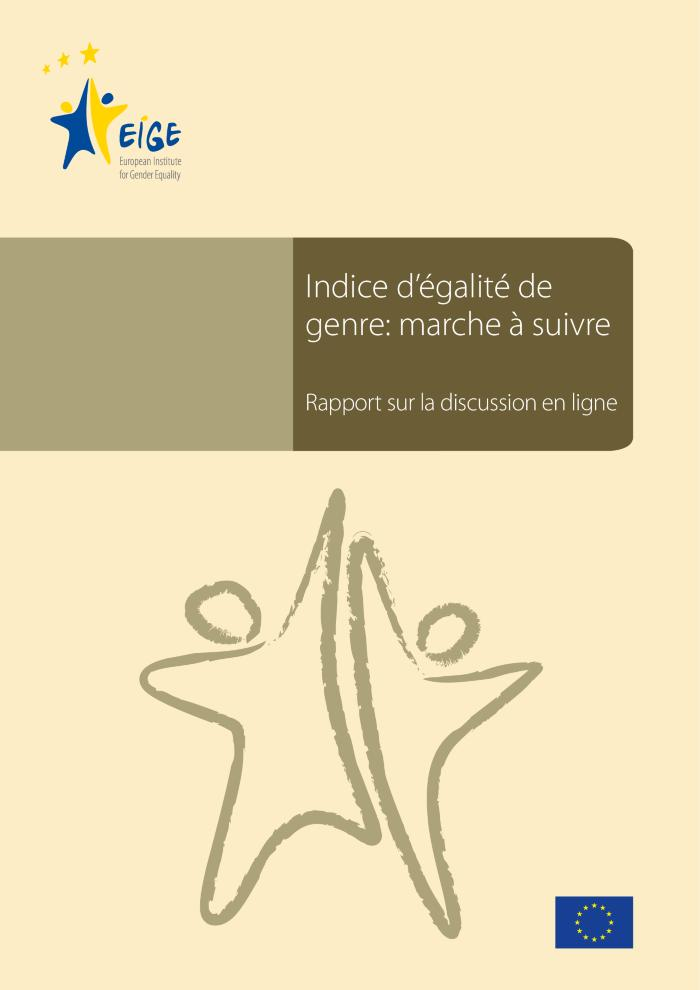 EIGE
European Institute
for Gender Equality
Indice d’égalité de
genre: marche à suivre
Rapport sur la discussion en ligne